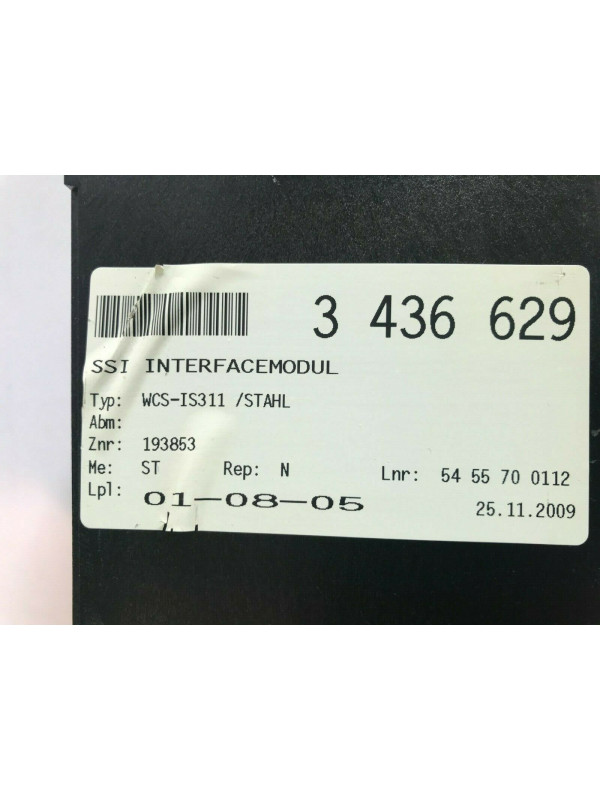 3 436 629
SSI INTERFACEMODUL
Typ: WCS-IS311 /STAHL
Abm:
Znr: 193853
Me: ST Rep: N Lnr: 54 55 70 0112
Lpl: 01-08-05 25.11.2009